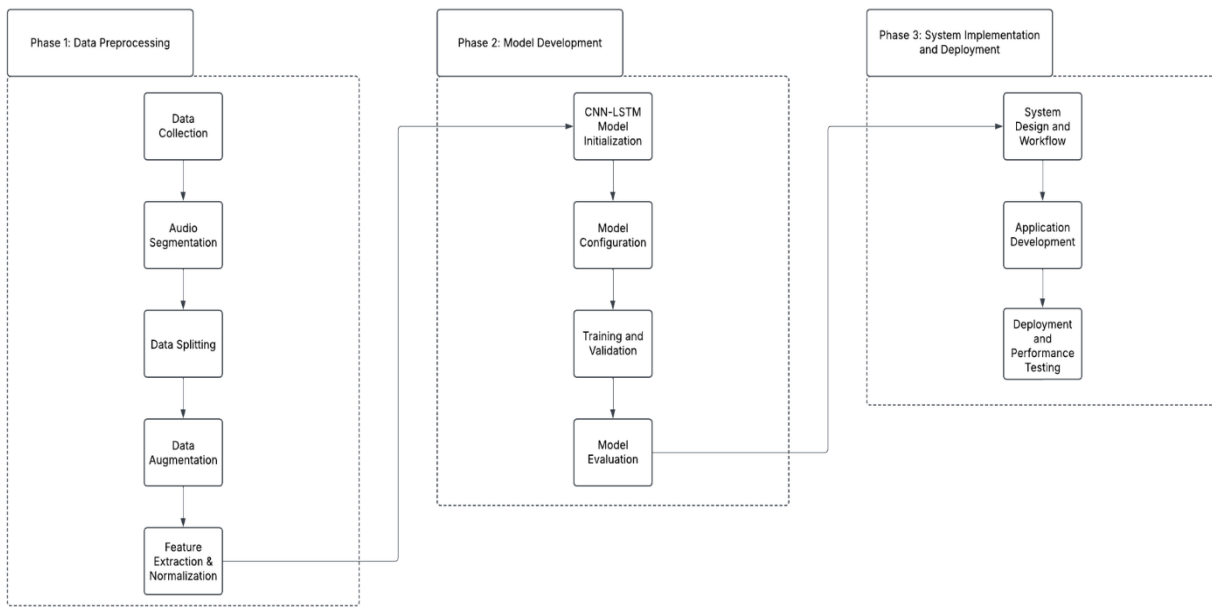 Phase 1: Data Preprocessing
Data
Collection
Audio
Segmentation
Data Splitting
Data
Augmentation
Feature
Extraction &
Normalization
Phase 2: Model Development
CNN-LSTM
Model
Initialization
Model
Configuration
Training and
Validation
Model
Evaluation
Phase 3: System Implementation
and Deployment
System
Design and
Workflow
Application
Development
Deployment
and
Performance
Testing